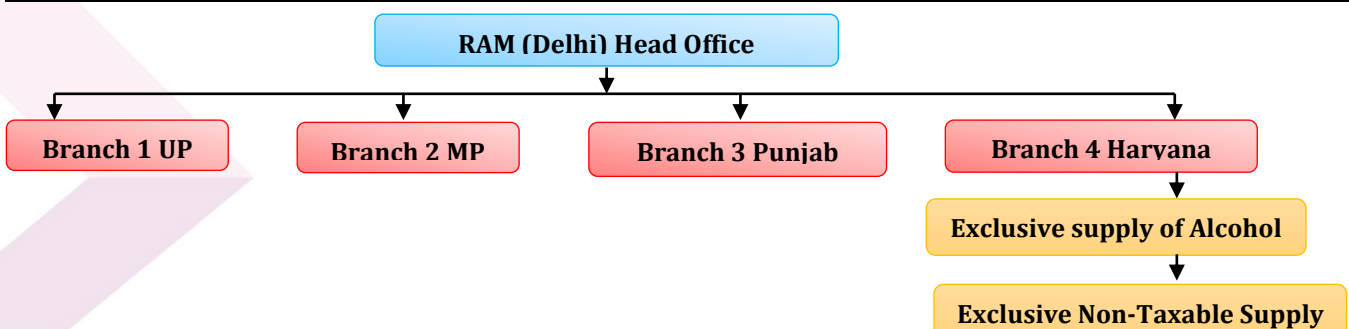 RAM (Delhi) Head Office
Branch 1 UP
Branch 2 MP
Branch 3 Punjab
Branch 4 Haryana
Exclusive supply of Alcohol
Exclusive Non-Taxable Supply